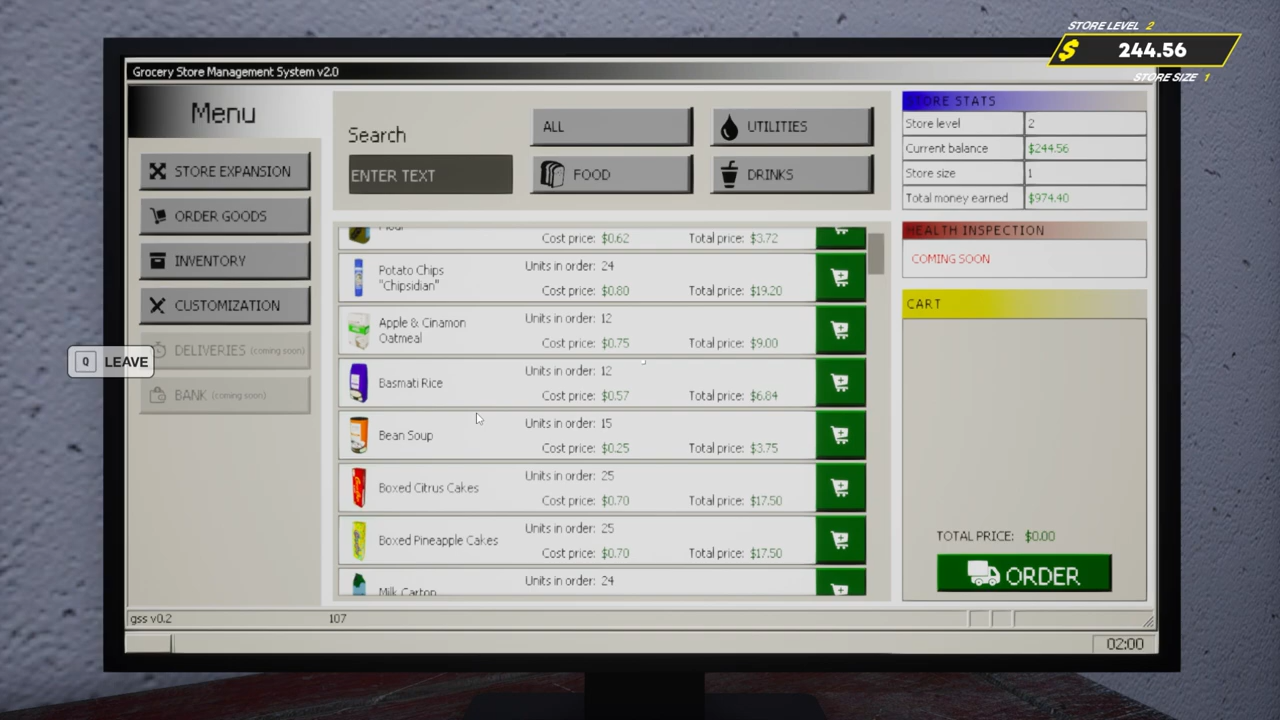 STORE LEVEL 2
$ 244.56
STORE SIZE 1
Grocery Store Management System v2.0
Menu
STORE EXPANSION
ORDER GOODS
INVENTORY
CUSTOMIZATION
DELIVERIES (coming soon)
BANK (coming soon)
Q LEAVE
Search
ENTER TEXT
ALL
UTILITIES
FOOD
DRINKS
Flour
Cost price: $0.62 Total price: $3.72
Potato Chips
"Chipsidian"
Units in order: 24
Cost price: $0.80 Total price: $19.20
Apple & Cinamon
Oatmeal
Units in order: 12
Cost price: $0.75 Total price: $9.00
Basmati Rice
Units in order: 12
Cost price: $0.57 Total price: $6.84
Bean Soup
Units in order: 15
Cost price: $0.25 Total price: $3.75
Boxed Citrus Cakes
Units in order: 25
Cost price: $0.70 Total price: $17.50
Boxed Pineapple Cakes
Units in order: 25
Cost price: $0.70 Total price: $17.50
Milk Carton
Units in order: 24
STORE STATS
Store level 2
Current balance $244.56
Store size 1
Total money earned $974.40
HEALTH INSPECTION
COMING SOON
CART
TOTAL PRICE: $0.00
ORDER
gss v0.2
107
02:00